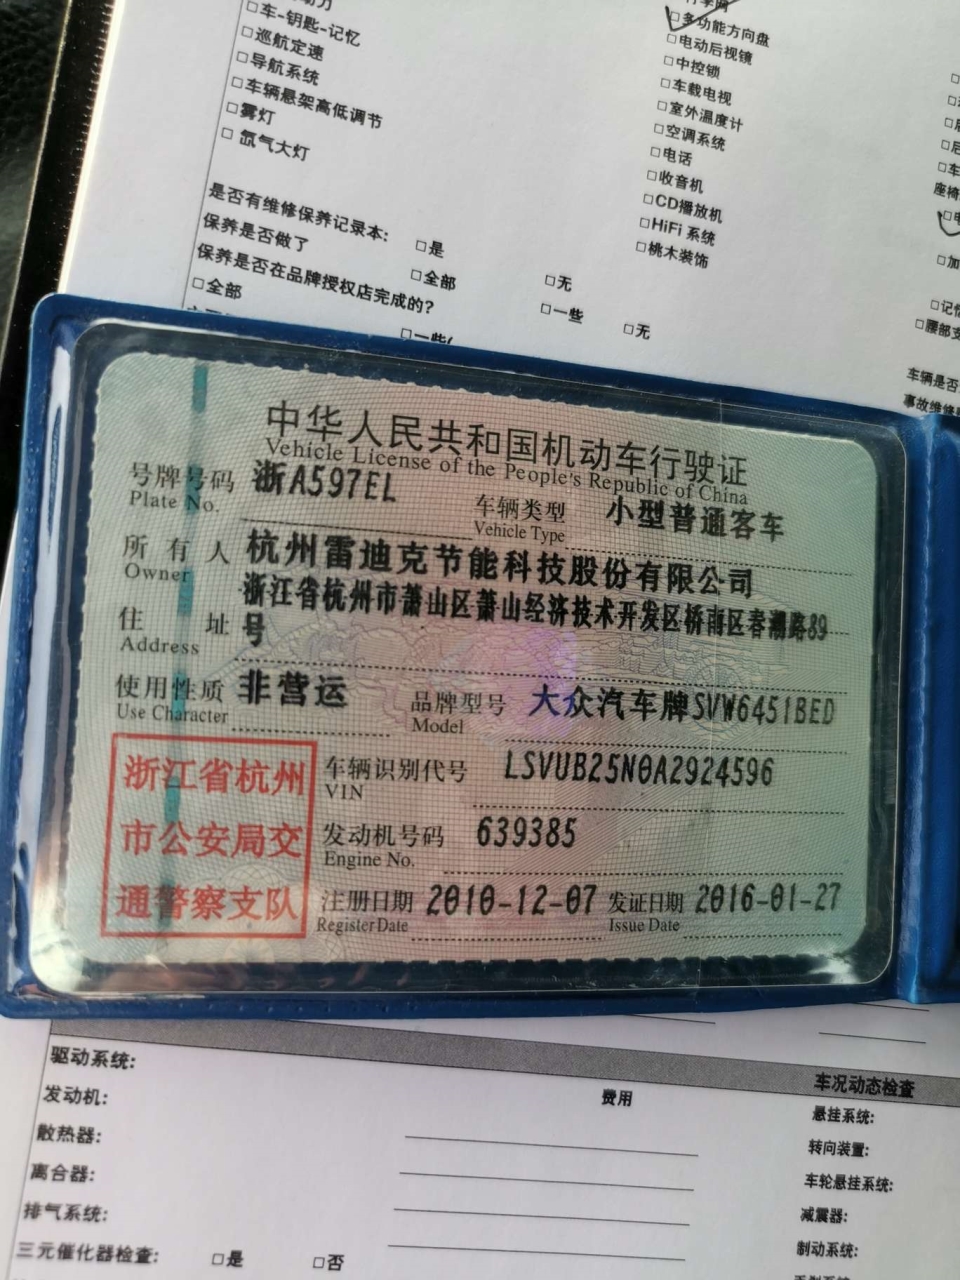 □车-钥匙-记忆
□巡航定速
□导航系统
□车辆悬架高低调节
□雾灯
□ 氙气大灯
□多功能方向盘
□电动后视镜
□中控锁
□车载电视
□室外温度计
□空调系统
□电话
□收音机
□CD播放机
□HiFi 系统
□桃木装饰
是否有维修保养记录本: □是
保养是否做了 □全部 □无
保养是否在品牌授权店完成的?
□全部 □一些 □无
□一些(
车辆是否
事故维修
中华人民共和国机动车行驶证
Vehicle License of the People's Republic of China
号牌号码 浙A597EL 车辆类型 小型普通客车
Plate No. Vehicle Type
所有人 杭州雷迪克节能科技股份有限公司
Owner
住址 浙江省杭州市萧山区萧山经济技术开发区桥南区春潮路89
号
Address
使用性质 非营运 品牌型号 大众汽车牌SVW6451BED
Use Character Model
浙江省杭州
市公安局交
通警察支队
车辆识别代号 LSVUB25N0A2924596
VIN
发动机号码 639385
Engine No.
注册日期 2010-12-07 发证日期 2016-01-27
Register Date Issue Date
驱动系统:
发动机: 费用
散热器:
离合器:
排气系统:
三元催化器检查: □是 □否
车况动态检查
悬挂系统:
转向装置:
车轮悬挂系统:
减震器:
制动系统: